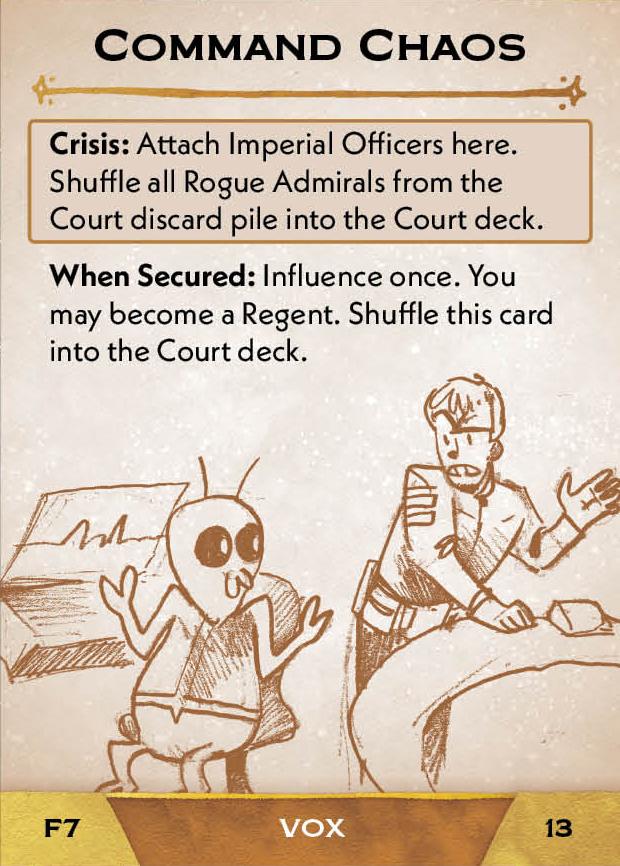 COMMAND CHAOS
Crisis: Attach Imperial Officers here.
Shuffle all Rogue Admirals from the
Court discard pile into the Court deck.
When Secured: Influence once. You
may become a Regent. Shuffle this card
into the Court deck.
F7
VOX
13